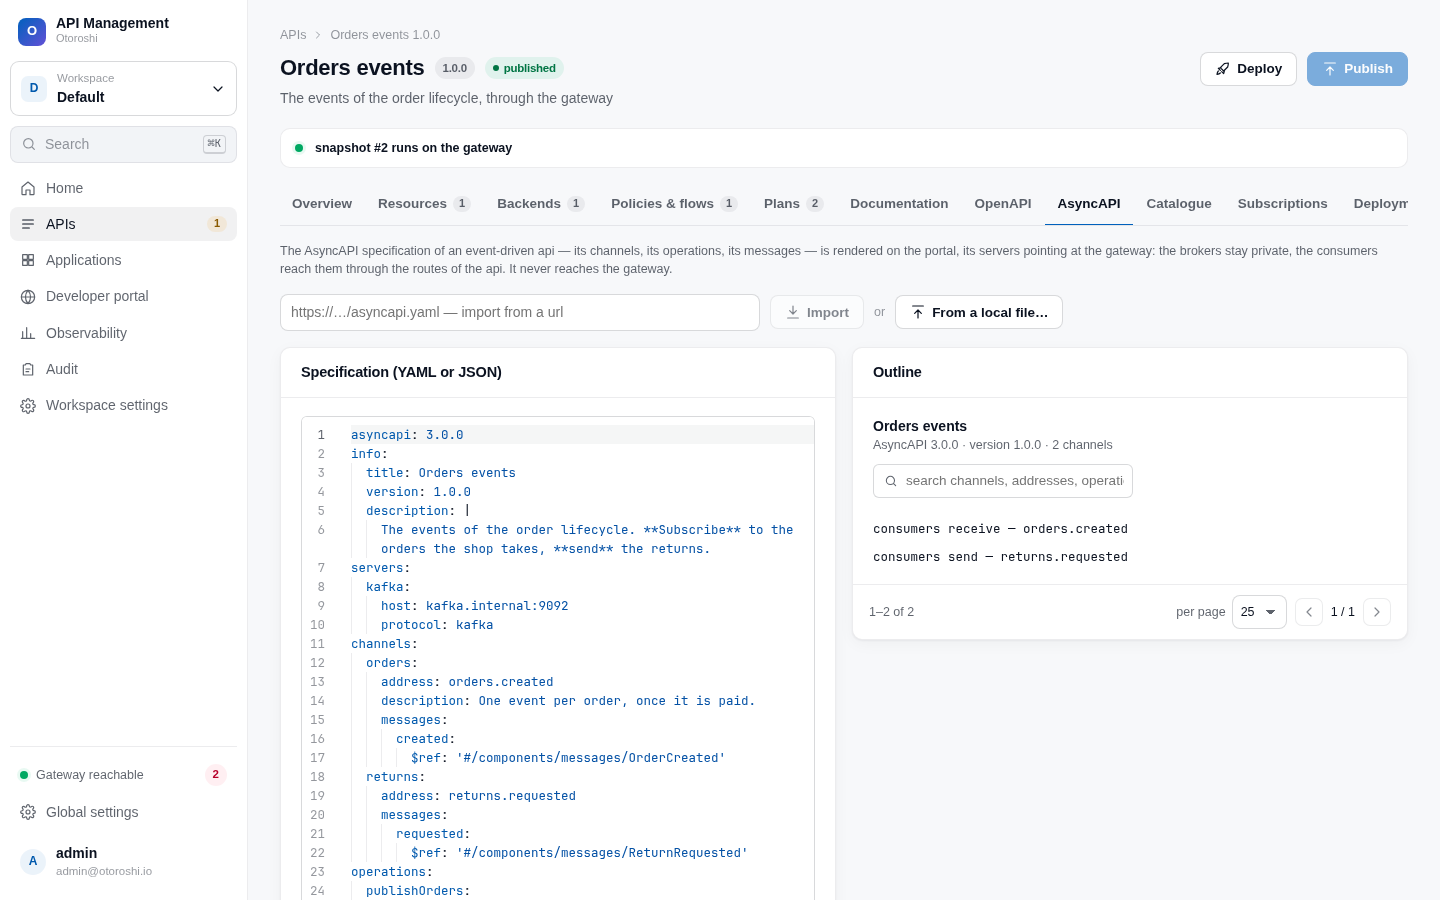 API Management
Otoroshi
D
Workspace
Default
Search
⌘K
Home
APIs
1
Applications
Developer portal
Observability
Audit
Workspace settings
Gateway reachable
2
Global settings
A
admin
admin@otoroshi.io
O
APIs
Orders events 1.0.0
Orders events
1.0.0
published
The events of the order lifecycle, through the gateway
Deploy
Publish
snapshot #2 runs on the gateway
Overview
Resources 1
Backends 1
Policies & flows 1
Plans 2
Documentation
OpenAPI
AsyncAPI
Catalogue
Subscriptions
Deploym
The AsyncAPI specification of an event-driven api — its channels, its operations, its messages — is rendered on the portal, its servers pointing at the gateway: the brokers stay private, the consumers
reach them through the routes of the api. It never reaches the gateway.
https://…/asyncapi.yaml — import from a url
Import
or
From a local file…
Specification (YAML or JSON)
1 asyncapi: 3.0.0
2 info:
3 title: Orders events
4 version: 1.0.0
5 description: |
6 The events of the order lifecycle. **Subscribe** to the
orders the shop takes, **send** the returns.
7 servers:
8 kafka:
9 host: kafka.internal:9092
10 protocol: kafka
11 channels:
12 orders:
13 address: orders.created
14 description: One event per order, once it is paid.
15 messages:
16 created:
17 $ref: '#/components/messages/OrderCreated'
18 returns:
19 address: returns.requested
20 messages:
21 requested:
22 $ref: '#/components/messages/ReturnRequested'
23 operations:
24 publishOrders:
Outline
Orders events
AsyncAPI 3.0.0 · version 1.0.0 · 2 channels
search channels, addresses, operati
consumers receive — orders.created
consumers send — returns.requested
1–2 of 2
per page
25
1 / 1